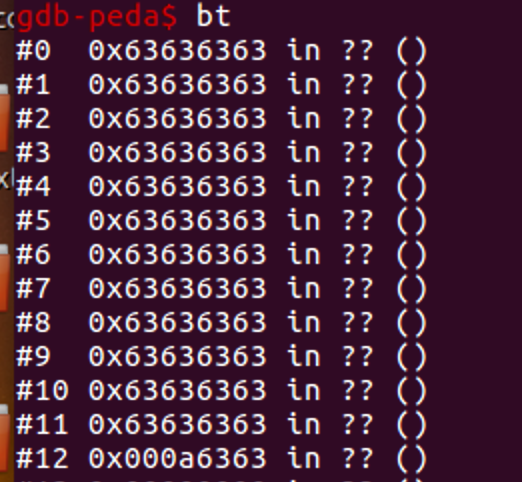 gdb-peda$ bt
#0  0x63636363 in ?? ()
#1  0x63636363 in ?? ()
#2  0x63636363 in ?? ()
#3  0x63636363 in ?? ()
#4  0x63636363 in ?? ()
#5  0x63636363 in ?? ()
#6  0x63636363 in ?? ()
#7  0x63636363 in ?? ()
#8  0x63636363 in ?? ()
#9  0x63636363 in ?? ()
#10 0x63636363 in ?? ()
#11 0x63636363 in ?? ()
#12 0x000a6363 in ?? ()